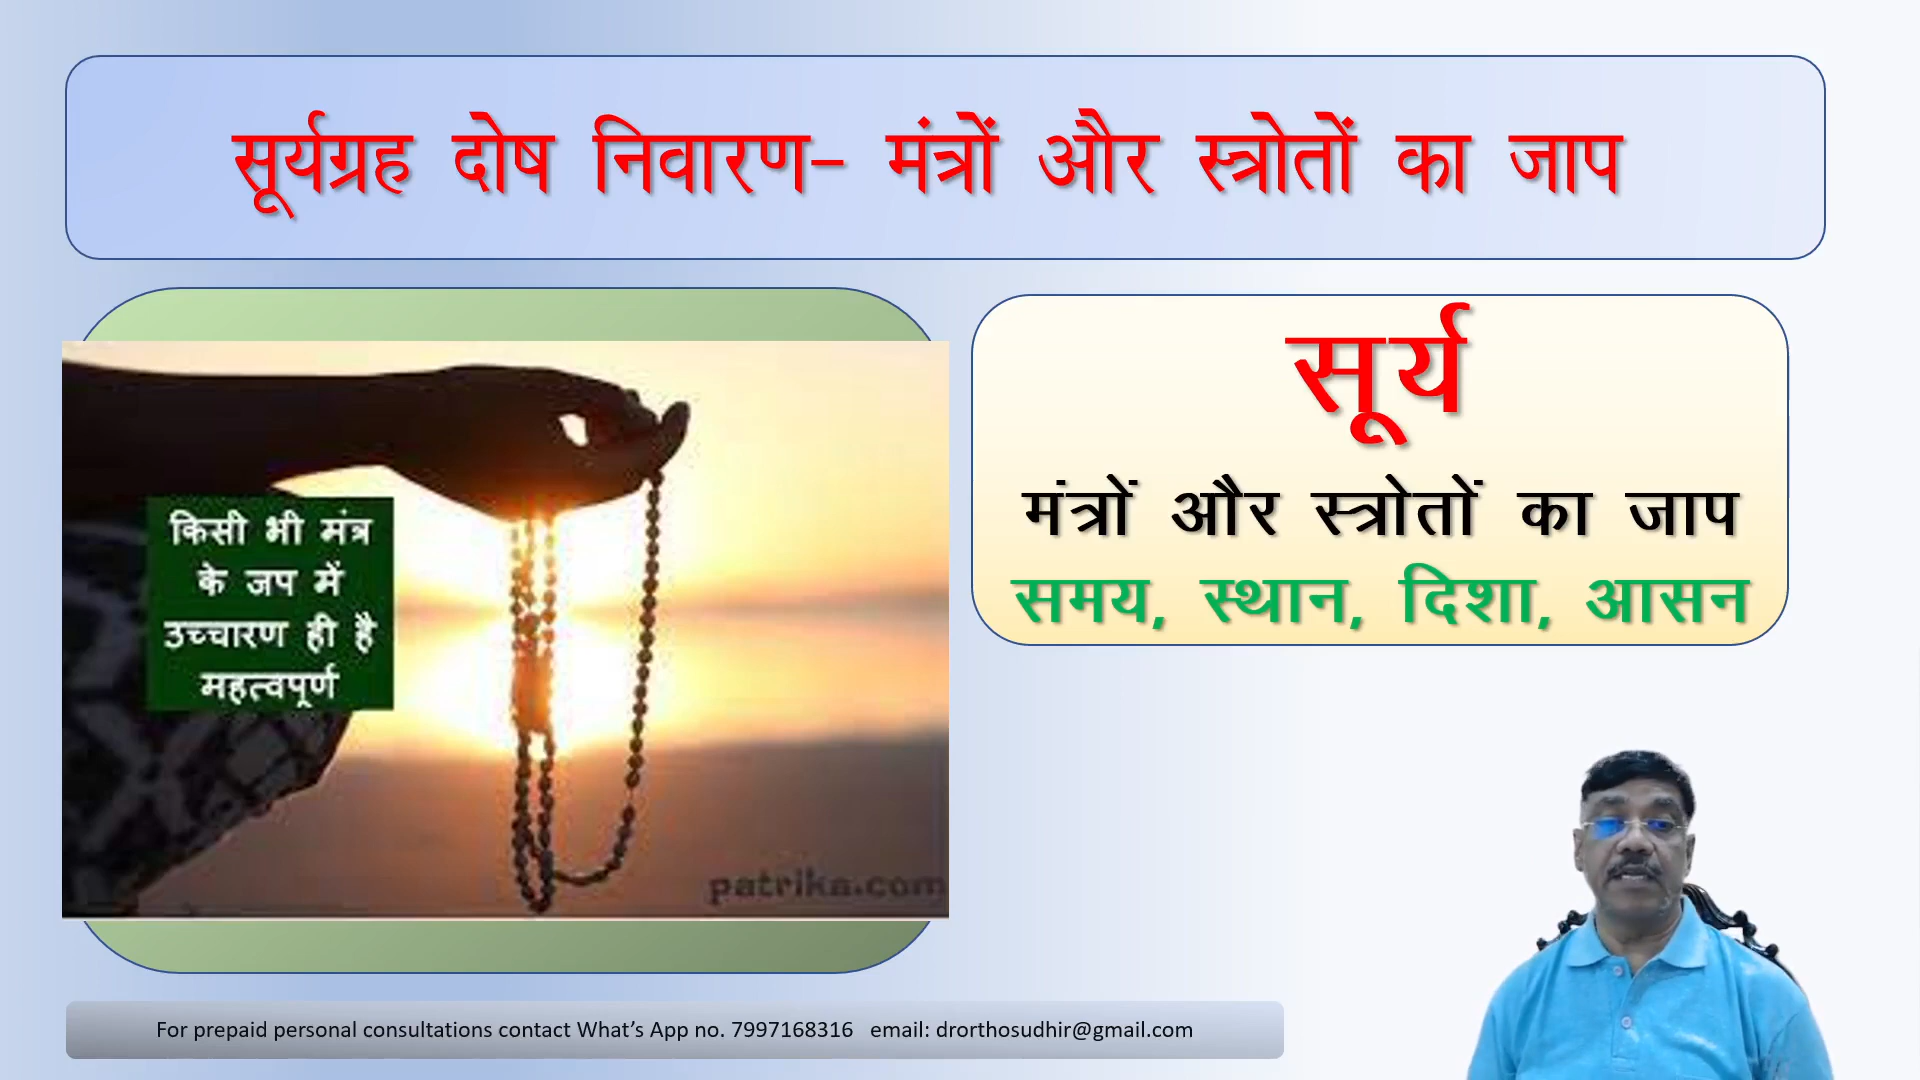 सूर्यग्रह दोष निवारण- मंत्रों और स्त्रोतों का जाप
किसी भी मंत्र
के जप में
उच्चारण ही है
महत्वपूर्ण
patrika.com
सूर्य
मंत्रों और स्त्रोतों का जाप
समय, स्थान, दिशा, आसन
For prepaid personal consultations contact What’s App no. 7997168316 email: drorthosudhir@gmail.com